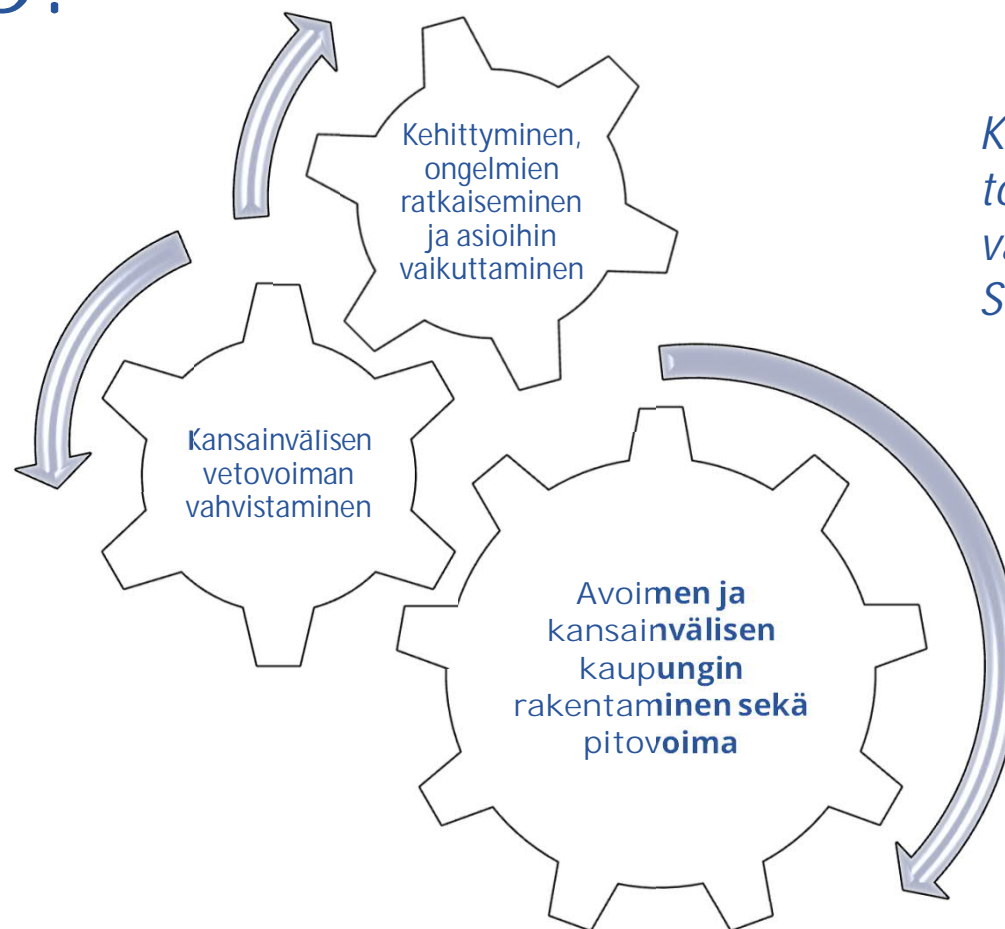 Kehittyminen,
ongelmien
ratkaiseminen
ja asioihin
vaikuttaminen
Kansainvälisen
vetovoiman
vahvistaminen
Avoimen ja
kansainvälisen
kaupungin
rakentaminen sekä
pitovoima